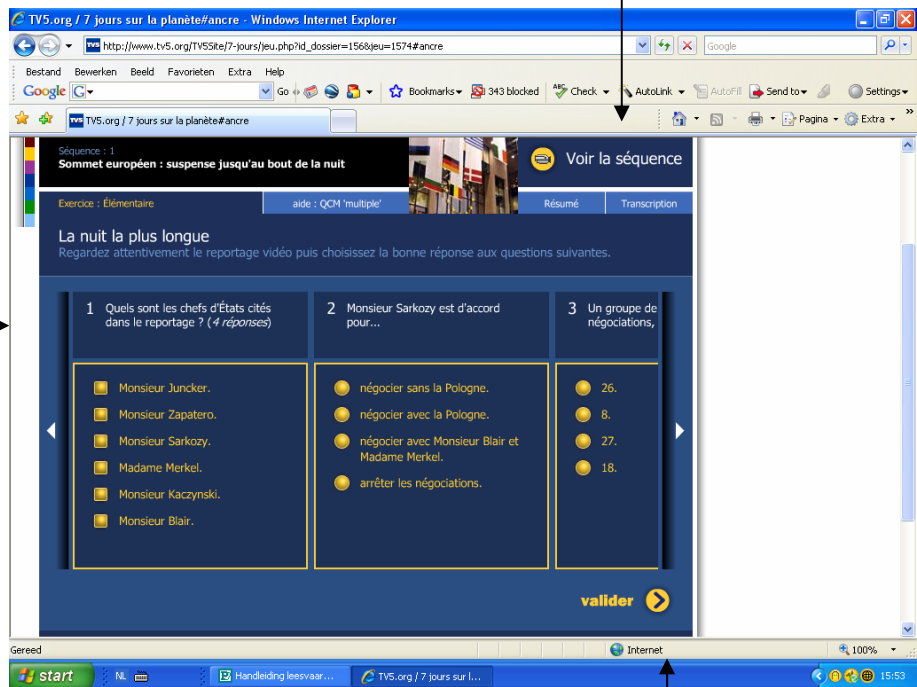 TV5.org / 7 jours sur la planète#ancre - Windows Internet Explorer
http://www.tv5.org/TV5Site/7-jours/jeu.php?id_dossier=156&jeu=1574#ancre
Google
Bestand Bewerken Beeld Favorieten Extra Help
Google G Go Bookmarks 343 blocked ABC Check AutoLink AutoFill Send to Settings
TV5 TV5.org / 7 jours sur la planète#ancre Pagina Extra »
Séquence : 1
Sommet européen : suspense jusqu'au bout de la nuit
Voir la séquence
Exercice : Élémentaire aide : QCM 'multiple' Résumé Transcription
La nuit la plus longue
Regardez attentivement le reportage vidéo puis choisissez la bonne réponse aux questions suivantes.
1 Quels sont les chefs d'États cités
dans le reportage ? (4 réponses)
2 Monsieur Sarkozy est d'accord
pour...
3 Un groupe de
négociations,
Monsieur Juncker.
Monsieur Zapatero.
Monsieur Sarkozy.
Madame Merkel.
Monsieur Kaczynski.
Monsieur Blair.
négocier sans la Pologne.
négocier avec la Pologne.
négocier avec Monsieur Blair et
Madame Merkel.
arrêter les négociations.
26.
8.
27.
18.
valider
Gereed Internet 100%
start NL Handleiding leesvaar... TV5.org / 7 jours sur l... 15:53